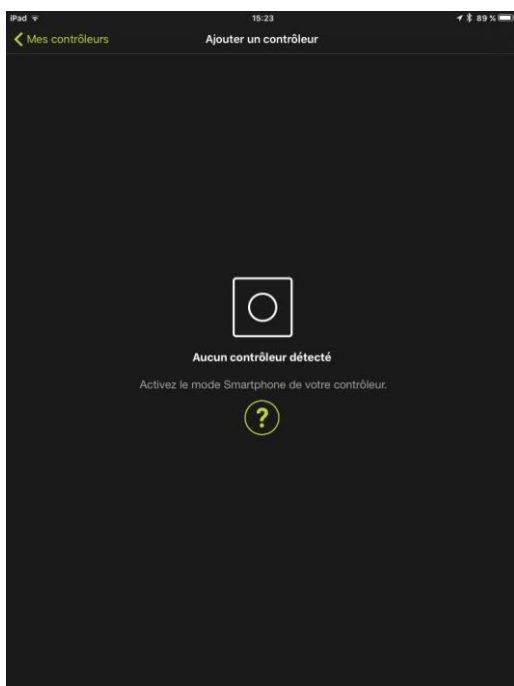 iPad 15:23 89 %
Mes contrôleurs Ajouter un contrôleur
Aucun contrôleur détecté
Activez le mode Smartphone de votre contrôleur.
?